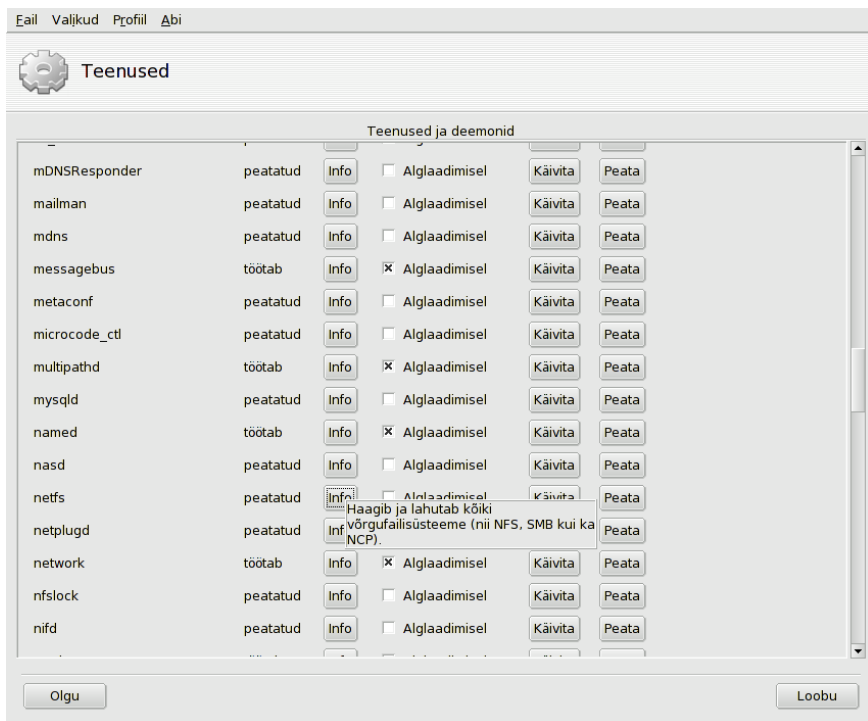 Fail Valikud Profiil Abi
Teenused
Teenused ja deemonid
mDNSResponder peatatud Info Alglaadimisel Käivita Peata
mailman peatatud Info Alglaadimisel Käivita Peata
mdns peatatud Info Alglaadimisel Käivita Peata
messagebus töötab Info Alglaadimisel Käivita Peata
metaconf peatatud Info Alglaadimisel Käivita Peata
microcode_ctl peatatud Info Alglaadimisel Käivita Peata
multipathd töötab Info Alglaadimisel Käivita Peata
mysqld peatatud Info Alglaadimisel Käivita Peata
named töötab Info Alglaadimisel Käivita Peata
nasd peatatud Info Alglaadimisel Käivita Peata
netfs peatatud Info Alglaadimisel Käivita Peata
Haagib ja lahutab kõiki
võrgufailisüsteeme (nii NFS, SMB kui ka
NCP).
netplugd peatatud Peata
network töötab Info Alglaadimisel Käivita Peata
nfslock peatatud Info Alglaadimisel Käivita Peata
nifd peatatud Info Alglaadimisel Käivita Peata
Olgu Loobu